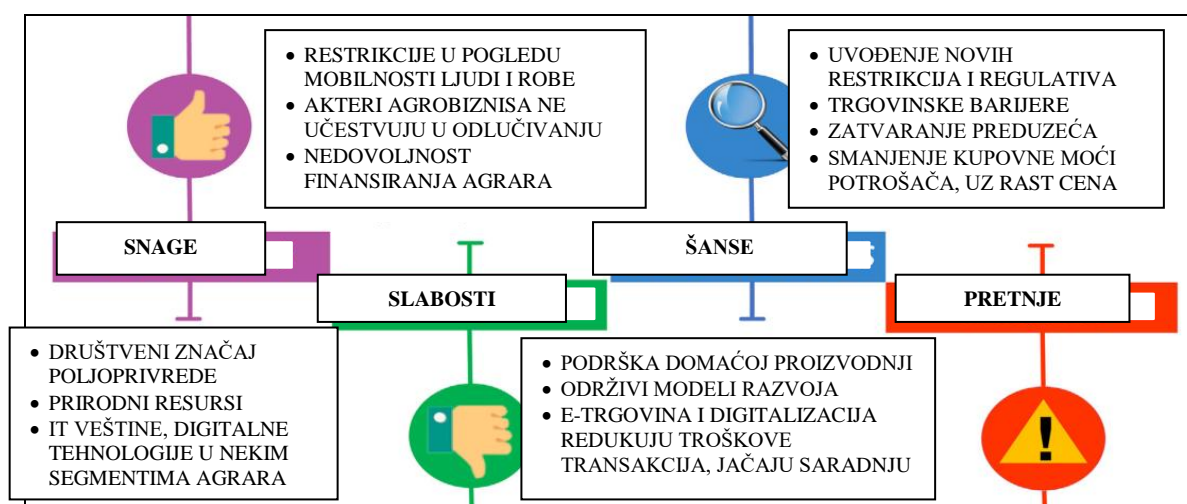 • RESTRIKCIJE U POGLEDU
MOBILNOSTI LJUDI I ROBE
• AKTERI AGROBIZNISA NE
UČESTVUJU U ODLUČIVANJU
• NEDOVOLJNOST
FINANSIRANJA AGRARA
• UVOĐENJE NOVIH
RESTRIKCIJA I REGULATIVA
• TRGOVINSKE BARIJERE
• ZATVARANJE PREDUZEĆA
• SMANJENJE KUPOVNE MOĆI
POTROŠAČA, UZ RAST CENA
SNAGE
ŠANSE
SLABOSTI
PRETNJE
• DRUŠTVENI ZNAČAJ
POLJOPRIVREDE
• PRIRODNI RESURSI
• IT VEŠTINE, DIGITALNE
TEHNOLOGIJE U NEKIM
SEGMENTIMA AGRARA
• PODRŠKA DOMAĆOJ PROIZVODNJI
• ODRŽIVI MODELI RAZVOJA
• E-TRGOVINA I DIGITALIZACIJA
REDUKUJU TROŠKOVE
TRANSAKCIJA, JAČAJU SARADNJU